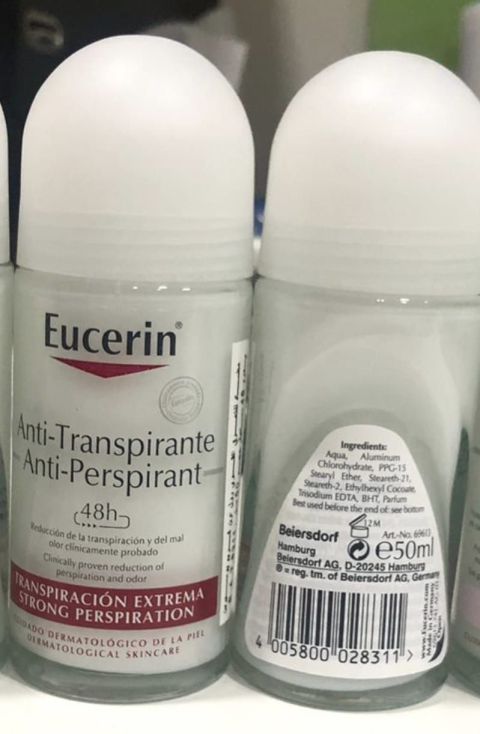 Eucerin®
Anti-Transpirante
Anti-Perspirant
48h
Reducción de la transpiración y del mal
olor clínicamente probado
Clinically proven reduction of
perspiration and odor
TRANSPIRACIÓN EXTREMA
STRONG PERSPIRATION
CUIDADO DERMATOLÓGICO DE LA PIEL
DERMATOLOGICAL SKINCARE
Ingredients:
Aqua, Aluminum
Chlorohydrate, PPG-15
Stearyl Ether, Steareth-21,
Steareth-2, Ethylhexyl Cocoate,
Trisodium EDTA, BHT, Parfum
Best used before the end of: see bottom
12M
Art.-No. 69613
Beiersdorf
Hamburg
e50ml
Beiersdorf AG, D-20245 Hamburg
® = reg. tm. of Beiersdorf AG, Germany
www.Eucerin.com
Made in Germany
4 005800 028311 >